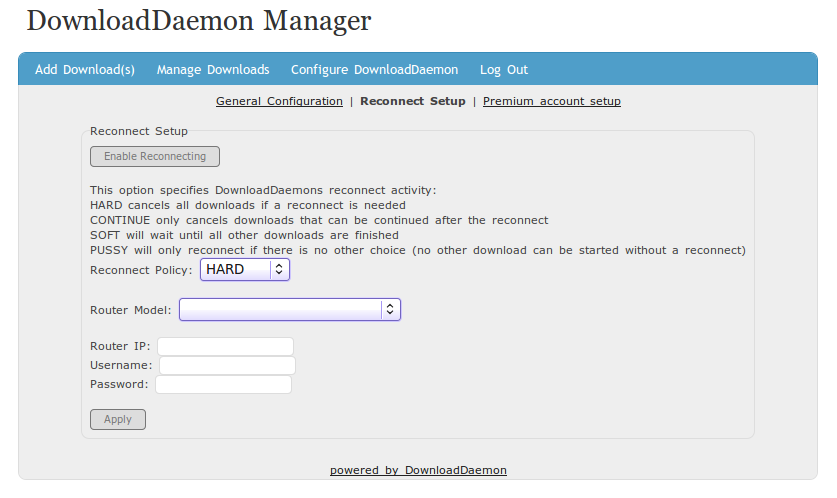 DownloadDaemon Manager
Add Download(s) Manage Downloads Configure DownloadDaemon Log Out
General Configuration | Reconnect Setup | Premium account setup
Reconnect Setup
Enable Reconnecting
This option specifies DownloadDaemons reconnect activity:
HARD cancels all downloads if a reconnect is needed
CONTINUE only cancels downloads that can be continued after the reconnect
SOFT will wait until all other downloads are finished
PUSSY will only reconnect if there is no other choice (no other download can be started without a reconnect)
Reconnect Policy: HARD
Router Model:
Router IP:
Username:
Password:
Apply
powered by DownloadDaemon